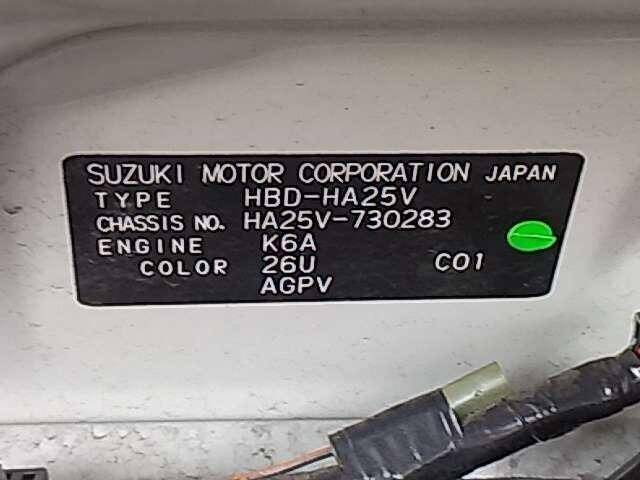 SUZUKI MOTOR CORPORATION JAPAN
TYPE HBD-HA25V
CHASSIS NO. HA25V-730283
ENGINE K6A
COLOR 26U C01
AGPV